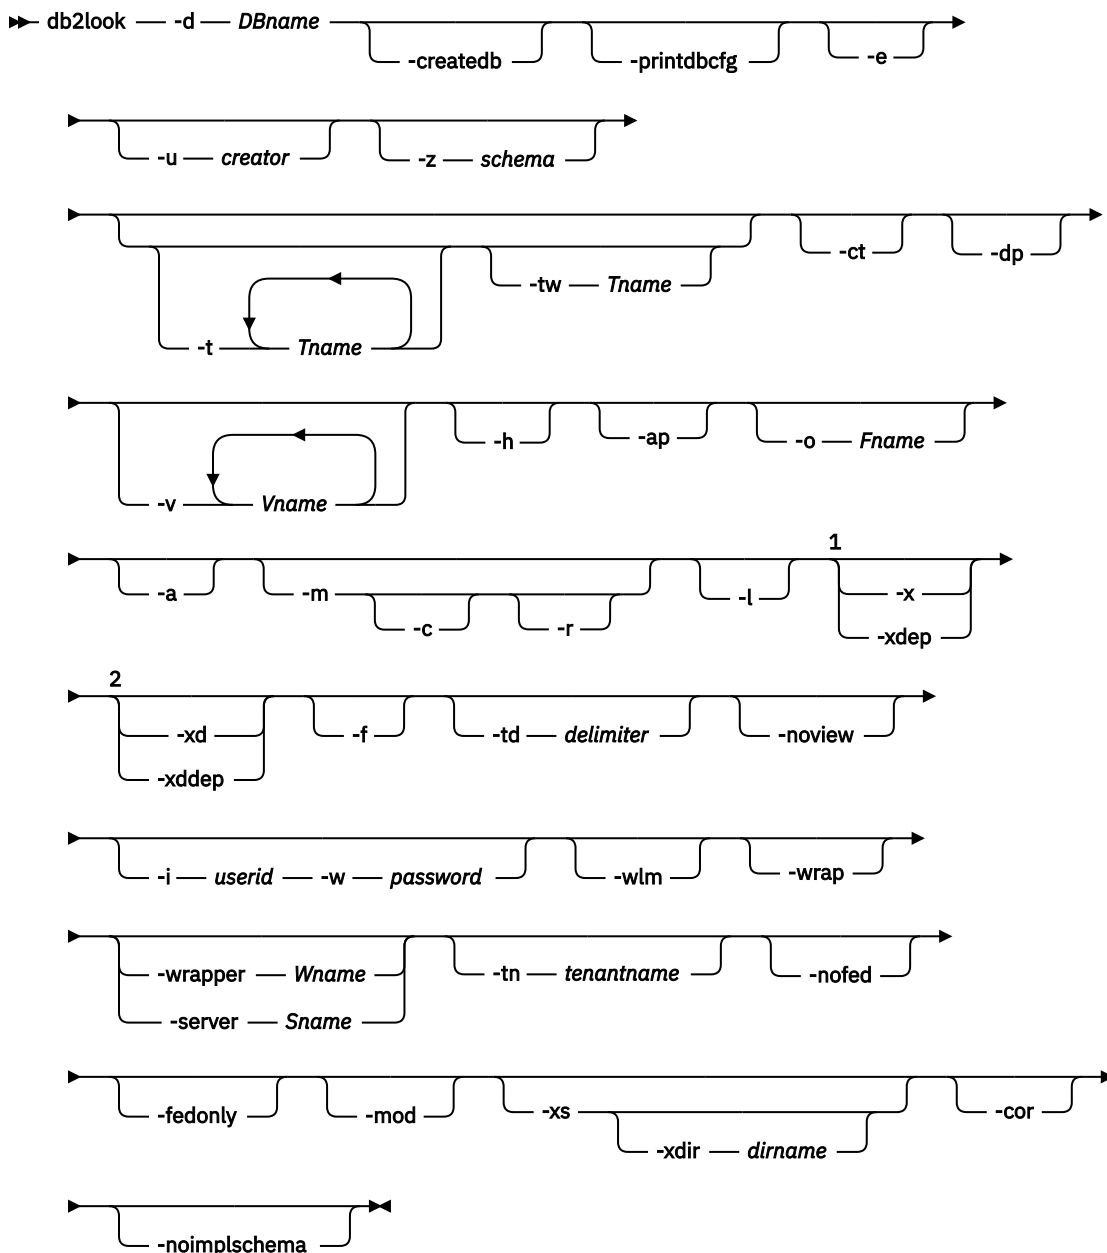 db2look -d DBname
-createdb -printdbcfg -e
-u creator -z schema
-ct -dp
-tw Tname
-t Tname
-h -ap -o Fname
-v Vname
1
-a -m -l -x
-c -r -xdep
2
-xd -f -td delimiter -noview
-xddep
-i userid -w password -wlm -wrap
-wrapper Wname -tn tenantname -nofed
-server Sname
-fedonly -mod -xs -cor
-xdir dirname
-noimplschema